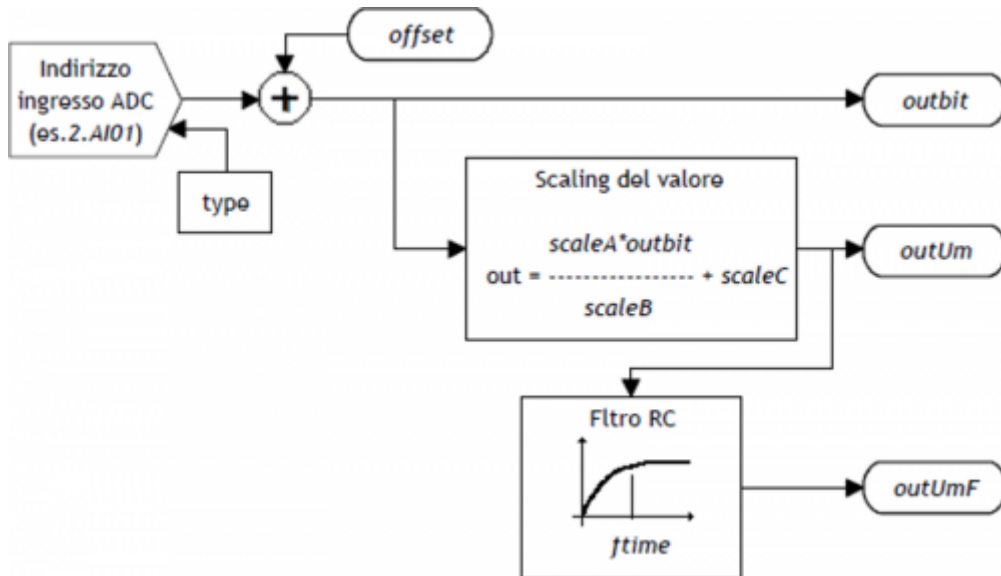 offset
Indirizzo
ingresso ADC
(es.2.AI01)
+
outbit
type
Scaling del valore
scaleA*outbit
out = ----------------- + scaleC
scaleB
outUm
Fltro RC
ftime
outUmF